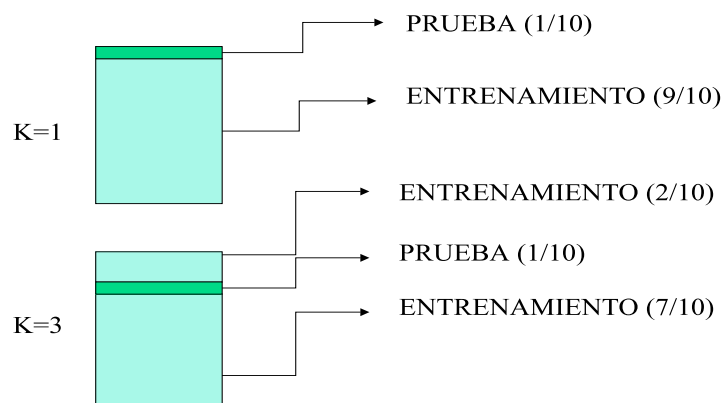 PRUEBA (1/10)
ENTRENAMIENTO (9/10)
K=1
ENTRENAMIENTO (2/10)
PRUEBA (1/10)
ENTRENAMIENTO (7/10)
K=3